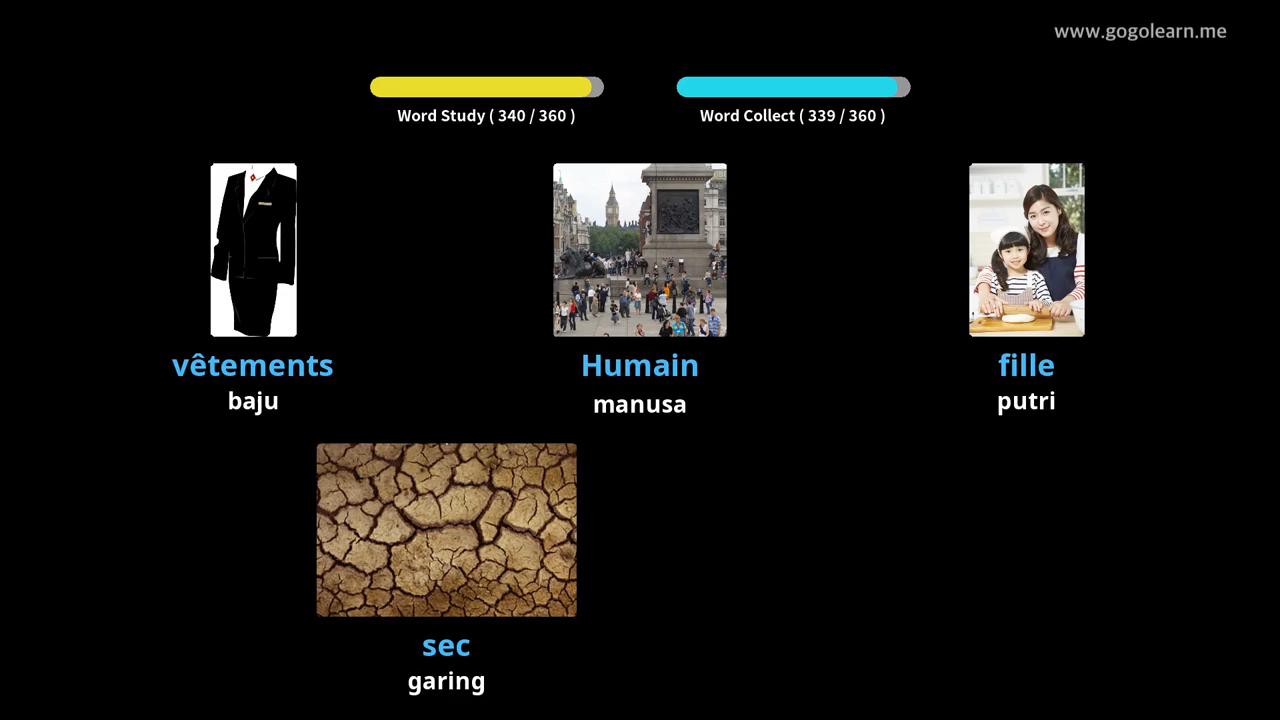 www.gogolearn.me
Word Study ( 340 / 360 )
Word Collect ( 339 / 360 )
vêtements
baju
Humain
manusa
fille
putri
sec
garing